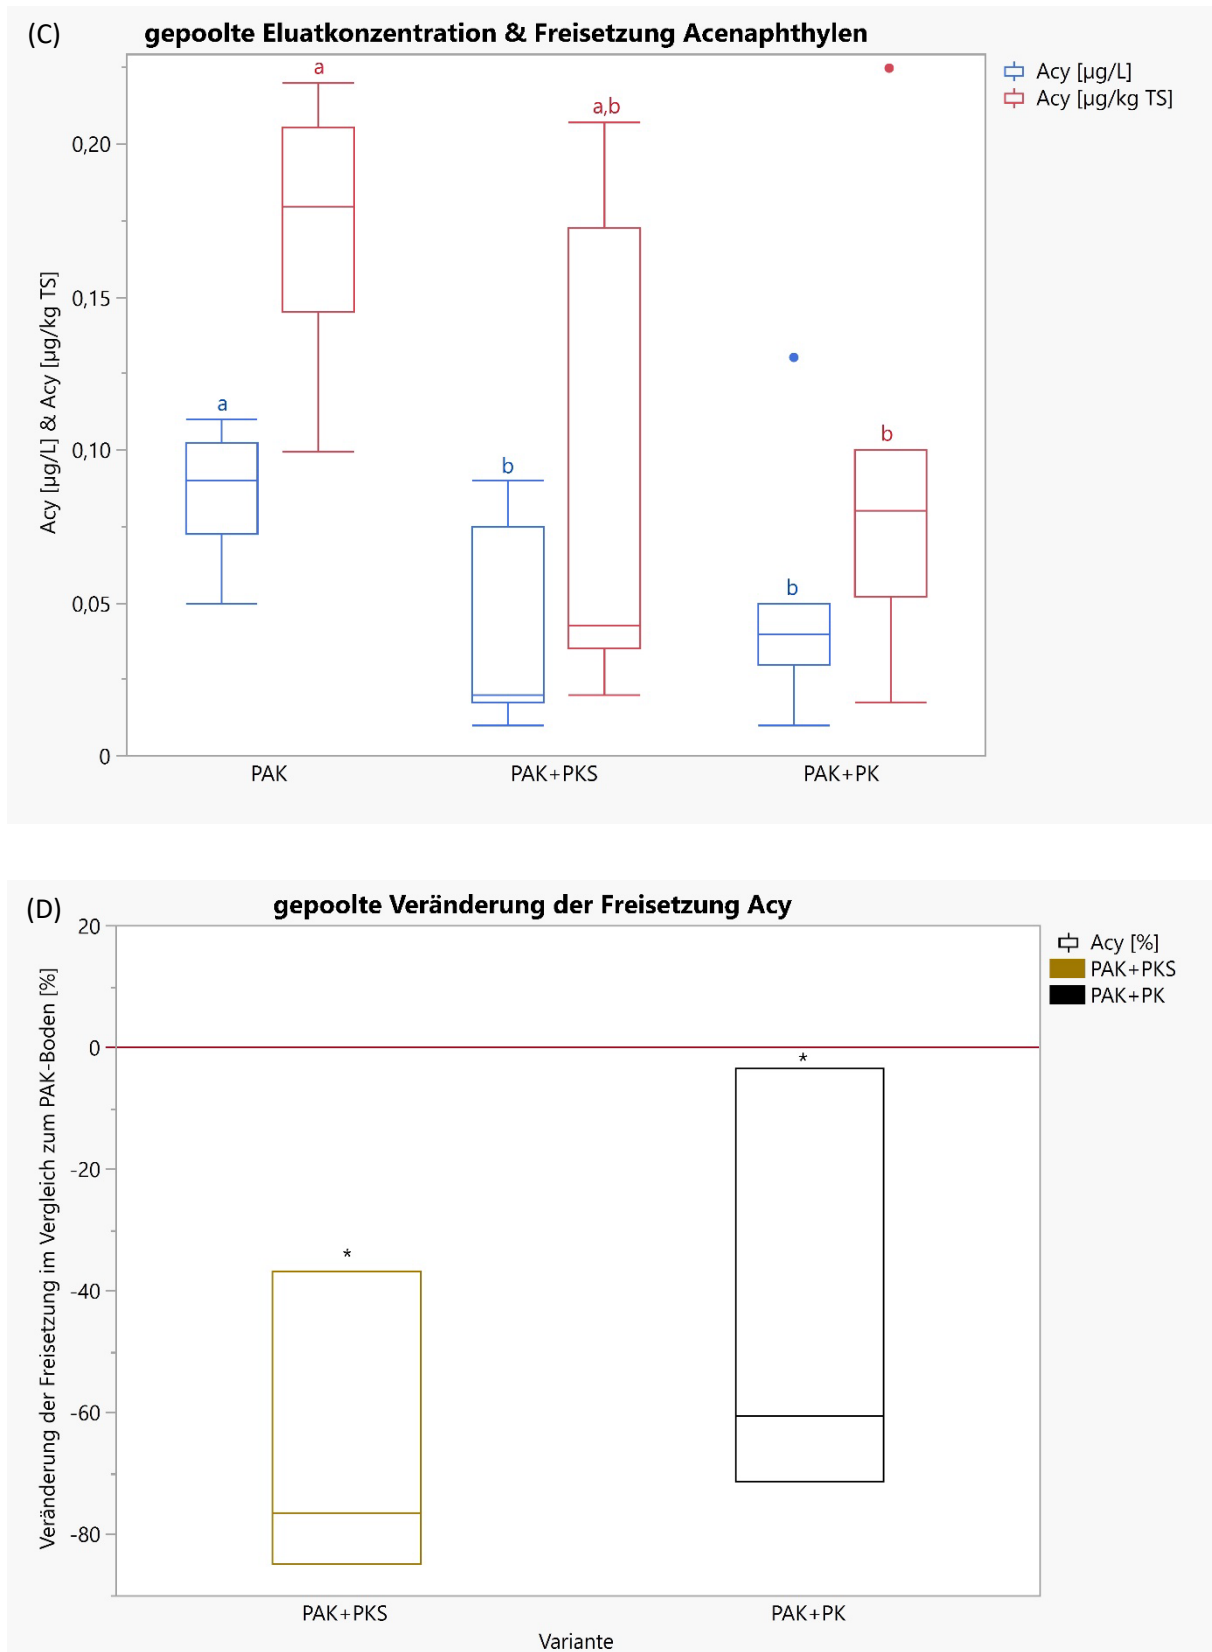 (C)
gepoolte Eluatkonzentration & Freisetzung Acenaphthylen
Acy [µg/L]
Acy [µg/kg TS]
Acy [µg/L] & Acy [µg/kg TS]
0,20
0,15
0,10
0,05
0
a
a
b
a,b
b
b
PAK
PAK+PKS
PAK+PK
(D)
gepoolte Veränderung der Freisetzung Acy
Acy [%]
PAK+PKS
PAK+PK
Veränderung der Freisetzung im Vergleich zum PAK-Boden [%]
20
0
-20
-40
-60
-80
*
*
PAK+PKS
PAK+PK
Variante